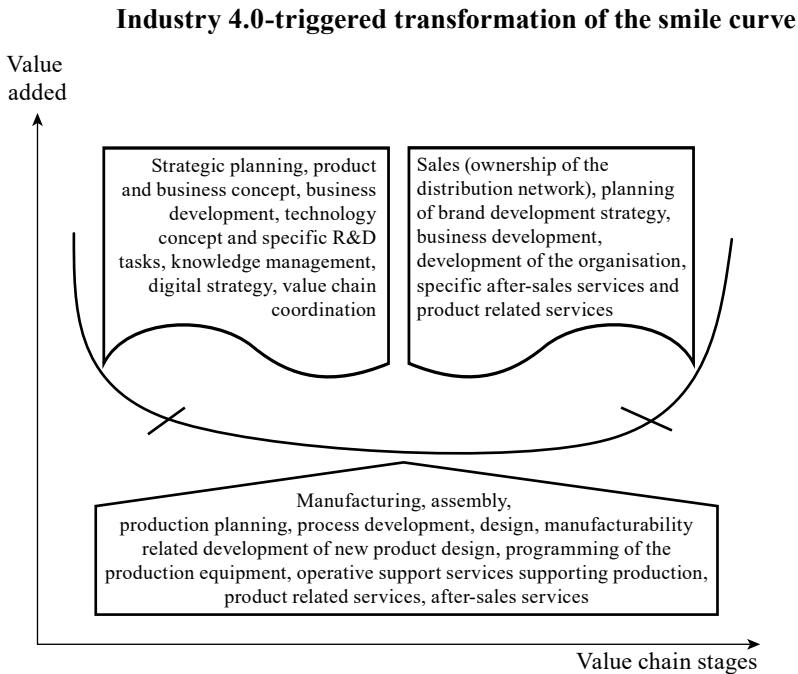 Industry 4.0-triggered transformation of the smile curve
Value
added
Strategic planning, product
and business concept, business
development, technology
concept and specific R&D
tasks, knowledge management,
digital strategy, value chain
coordination
Sales (ownership of the
distribution network), planning
of brand development strategy,
business development,
development of the organisation,
specific after-sales services and
product related services
Manufacturing, assembly,
production planning, process development, design, manufacturability
related development of new product design, programming of the
production equipment, operative support services supporting production,
product related services, after-sales services
Value chain stages